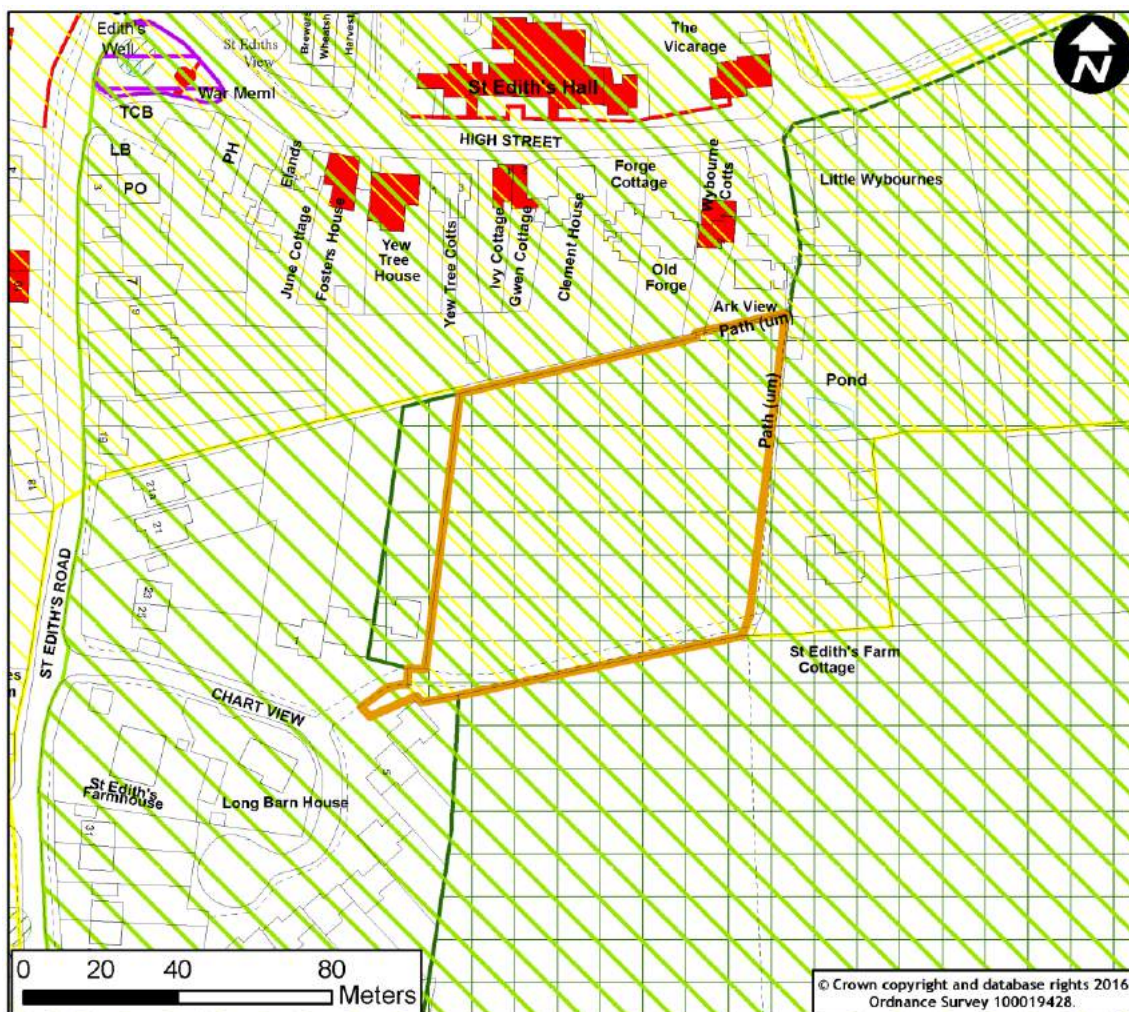 Edith's
Well
St Ediths
View
Brewers
Wheatsh
Harvest
The
Vicarage
N
St Edith's Hall
War Meml
TCB
HIGH STREET
LB
PH
Elands
PO
3
4
Forge
Cottage
Wybourne
Cotts
Little Wybournes
June Cottage
Fosters House
Yew
Tree
House
Yew Tree Cotts
3
Ivy Cottage
Gwen Cottage
Clement House
Old
Forge
Ark View
Path (um)
Path (um)
Pond
7
19
21a
21
23
ST EDITH'S ROAD
1
St Edith's Farm
Cottage
CHART VIEW
5
St Edith's
Farmhouse
Long Barn House
31
0 20 40 80
Meters
© Crown copyright and database rights 2016
Ordnance Survey 100019428.